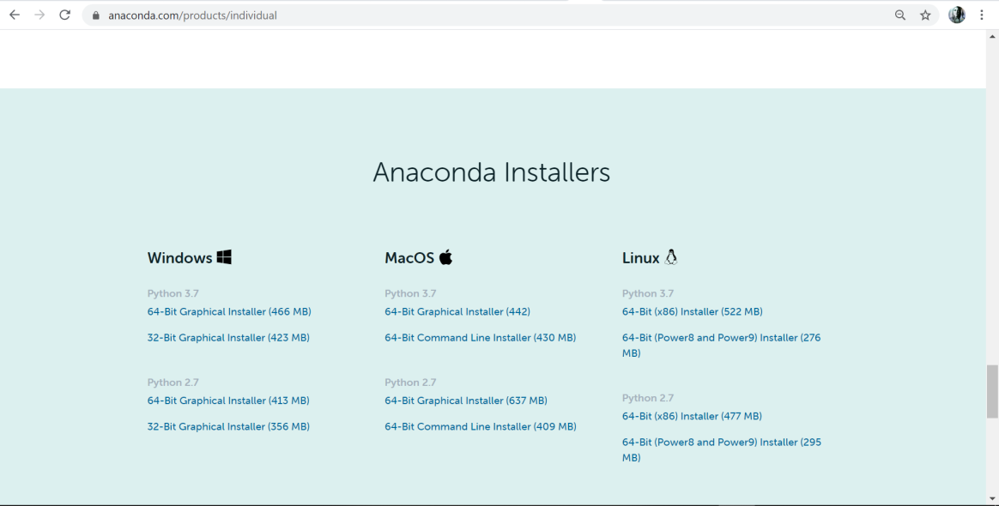 anaconda.com/products/individual
Anaconda Installers
Windows
Python 3.7
64-Bit Graphical Installer (466 MB)
32-Bit Graphical Installer (423 MB)
Python 2.7
64-Bit Graphical Installer (413 MB)
32-Bit Graphical Installer (356 MB)
MacOS
Python 3.7
64-Bit Graphical Installer (442)
64-Bit Command Line Installer (430 MB)
Python 2.7
64-Bit Graphical Installer (637 MB)
64-Bit Command Line Installer (409 MB)
Linux
Python 3.7
64-Bit (x86) Installer (522 MB)
64-Bit (Power8 and Power9) Installer (276
MB)
Python 2.7
64-Bit (x86) Installer (477 MB)
64-Bit (Power8 and Power9) Installer (295
MB)